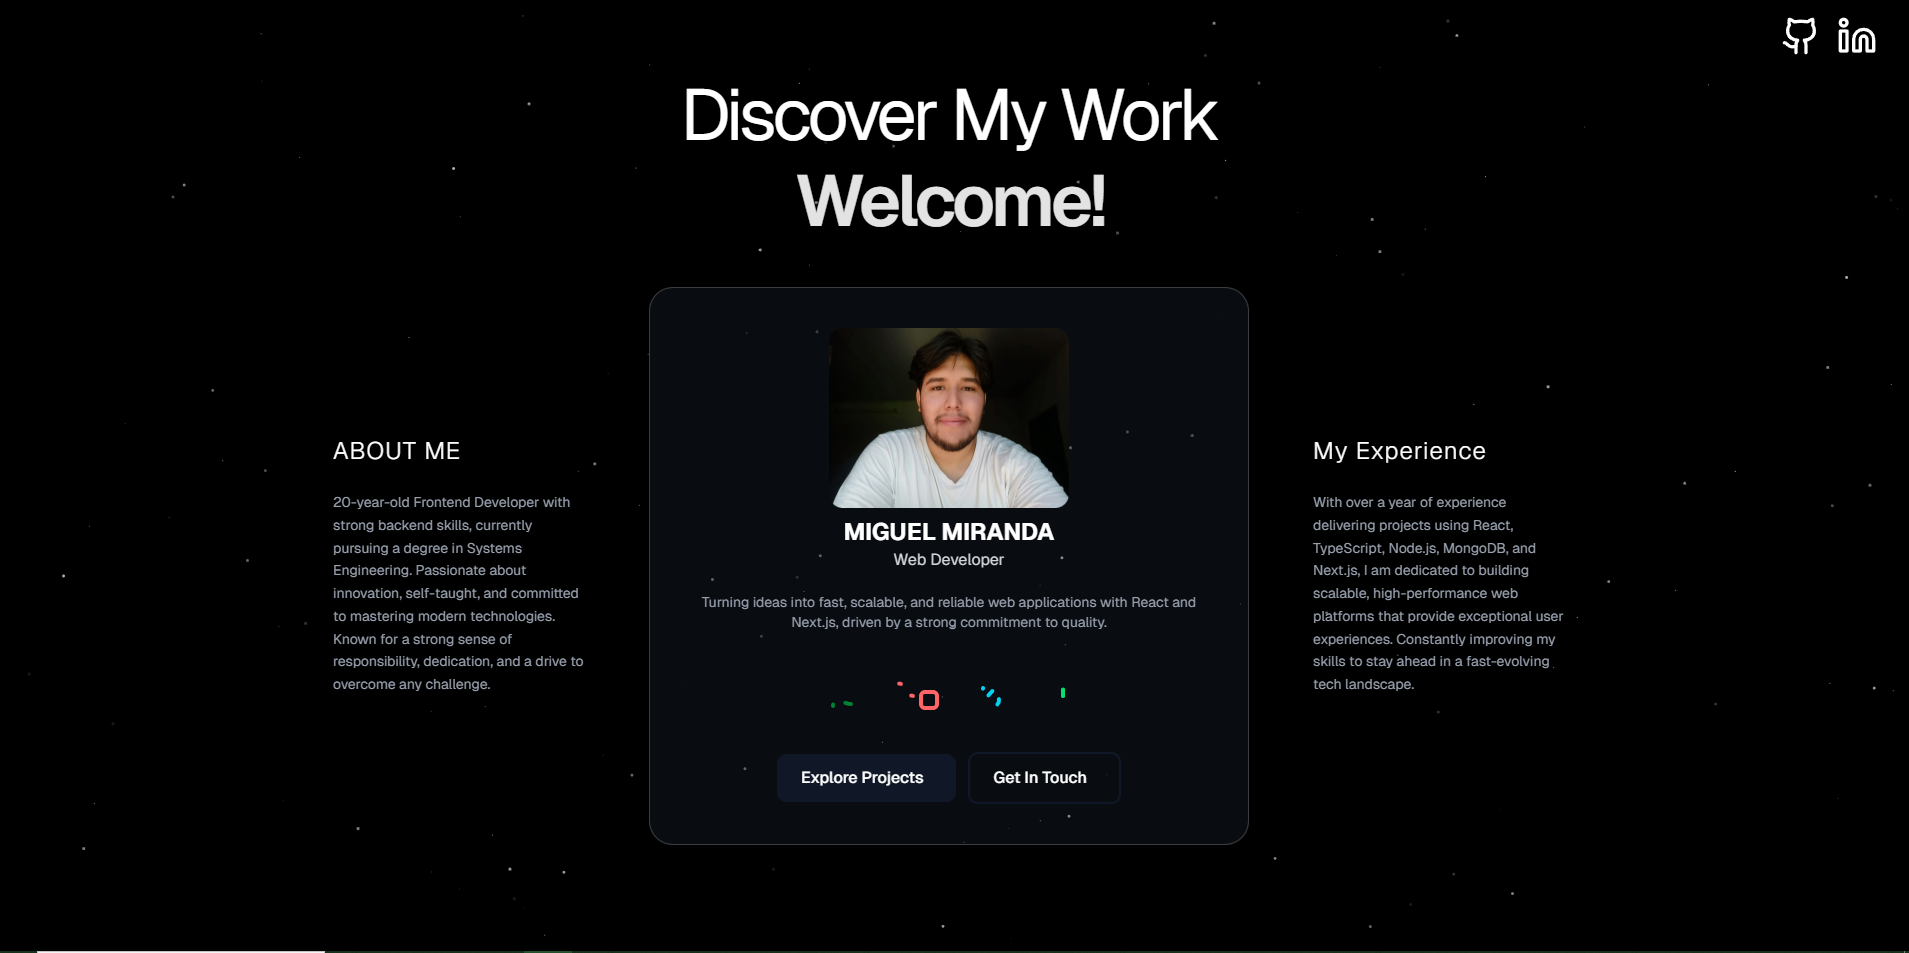 Discover My Work
Welcome!
ABOUT ME
20-year-old Frontend Developer with
strong backend skills, currently
pursuing a degree in Systems
Engineering. Passionate about
innovation, self-taught, and committed
to mastering modern technologies.
Known for a strong sense of
responsibility, dedication, and a drive to
overcome any challenge.
MIGUEL MIRANDA
Web Developer
Turning ideas into fast, scalable, and reliable web applications with React and
Next.js, driven by a strong commitment to quality.
Explore Projects
Get In Touch
My Experience
With over a year of experience
delivering projects using React,
TypeScript, Node.js, MongoDB, and
Next.js, I am dedicated to building
scalable, high-performance web
platforms that provide exceptional user
experiences. Constantly improving my
skills to stay ahead in a fast-evolving
tech landscape.